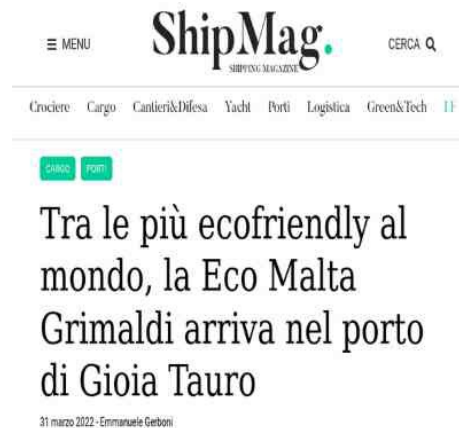 ≡ MENU
ShipMag.
SHIPPING MAGAZINE
CERCA
Crociere Cargo Cantieri&Difesa Yacht Porti Logistica Green&Tech
CARGO PORTI
Tra le più ecofriendly al
mondo, la Eco Malta
Grimaldi arriva nel porto
di Gioia Tauro
31 marzo 2022 - Emmanuele Gerboni